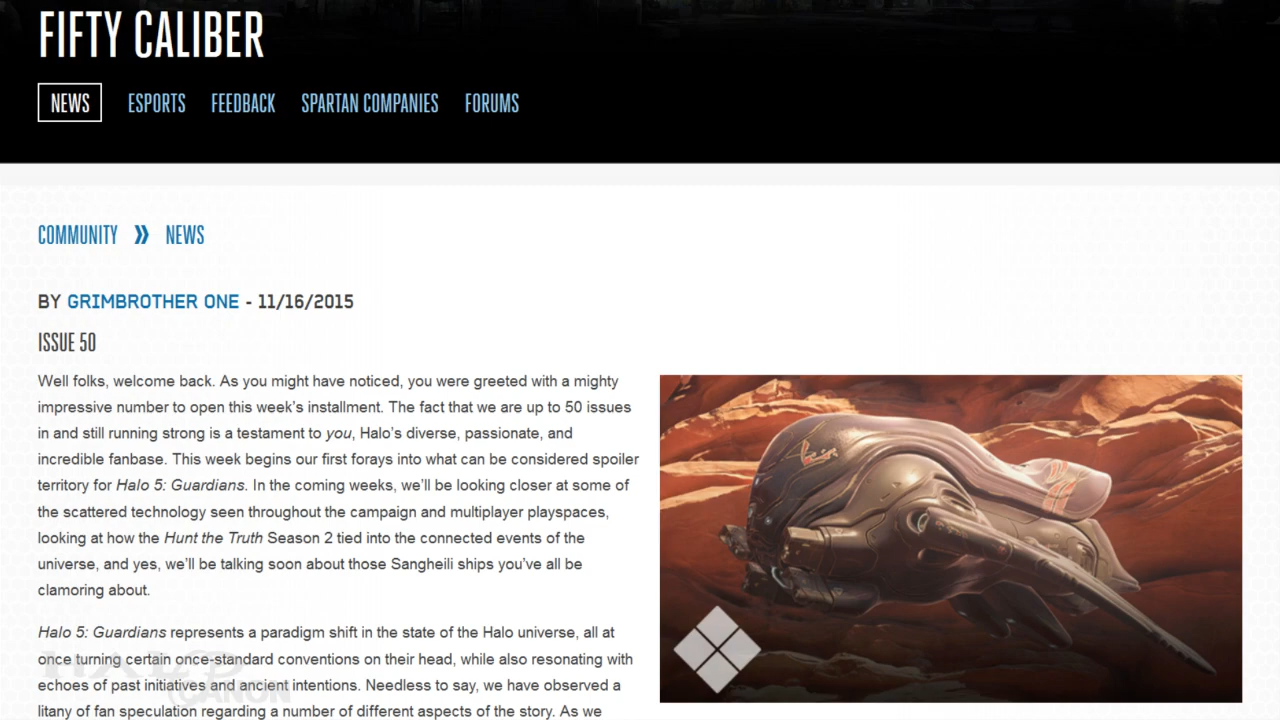 FIFTY CALIBER
NEWS ESPORTS FEEDBACK SPARTAN COMPANIES FORUMS
COMMUNITY » NEWS
BY GRIMBROTHER ONE - 11/16/2015
ISSUE 50
Well folks, welcome back. As you might have noticed, you were greeted with a mighty
impressive number to open this week's installment. The fact that we are up to 50 issues
in and still running strong is a testament to you, Halo's diverse, passionate, and
incredible fanbase. This week begins our first forays into what can be considered spoiler
territory for Halo 5: Guardians. In the coming weeks, we'll be looking closer at some of
the scattered technology seen throughout the campaign and multiplayer playspaces,
looking at how the Hunt the Truth Season 2 tied into the connected events of the
universe, and yes, we'll be talking soon about those Sangheili ships you've all be
clamoring about.
Halo 5: Guardians represents a paradigm shift in the state of the Halo universe, all at
once turning certain once-standard conventions on their head, while also resonating with
echoes of past initiatives and ancient intentions. Needless to say, we have observed a
litany of fan speculation regarding a number of different aspects of the story. As we
HALO
CANON